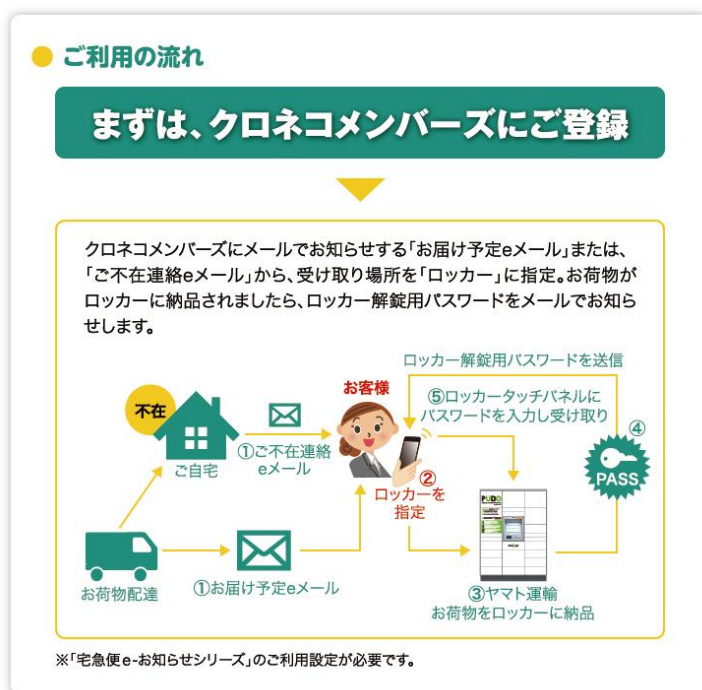 ご利用の流れ
まずは、クロネコメンバーズにご登録
クロネコメンバーズにメールでお知らせする「お届け予定eメール」または、
「ご不在連絡eメール」から、受け取り場所を「ロッカー」に指定。お荷物が
ロッカーに納品されましたら、ロッカー解錠用パスワードをメールでお知ら
せします。
ロッカー解錠用パスワードを送信
お客様
⑤ロッカータッチパネルに
パスワードを入力し受け取り
不在
④
PASS
ご自宅
①ご不在連絡
eメール
②
ロッカーを
指定
PUDO
お荷物配達
①お届け予定eメール
③ヤマト運輸
お荷物をロッカーに納品
※「宅急便e-お知らせシリーズ」のご利用設定が必要です。